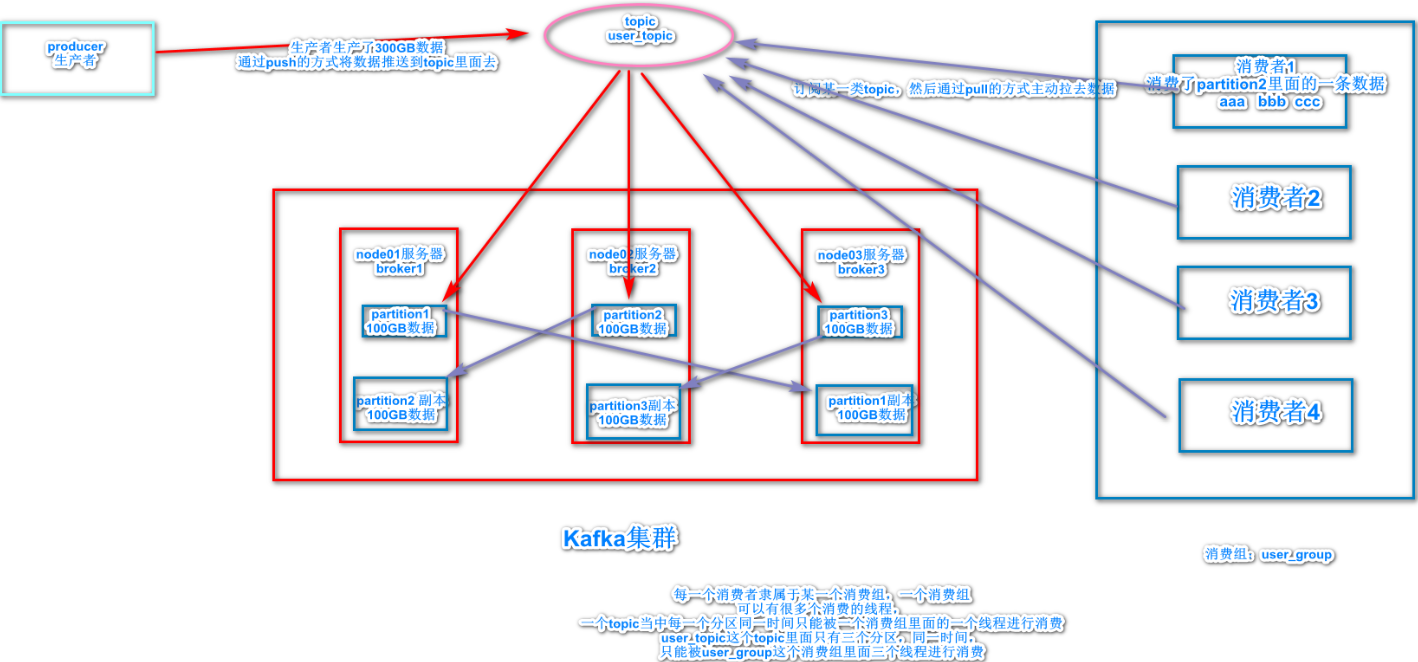 topic
user_topic
producer
生产者
生产者生产了300GB数据
通过push的方式将数据推送到topic里面去
消费者1
消费了partition2里面的一条数据
aaa bbb ccc
订阅某一类topic，然后通过pull的方式主动拉去数据
消费者2
消费者3
消费者4
node01服务器
broker1
node02服务器
broker2
node03服务器
broker3
partition1
100GB数据
partition2
100GB数据
partition3
100GB数据
partition2 副本
100GB数据
partition3副本
100GB数据
partition1副本
100GB数据
Kafka集群
消费组：user_group
每一个消费者隶属于某一个消费组，一个消费组
可以有很多个消费的线程，
一个topic当中每一个分区同一时间只能被一个消费组里面的一个线程进行消费
user_topic这个topic里面只有三个分区，同一时间，
只能被user_group这个消费组里面三个线程进行消费